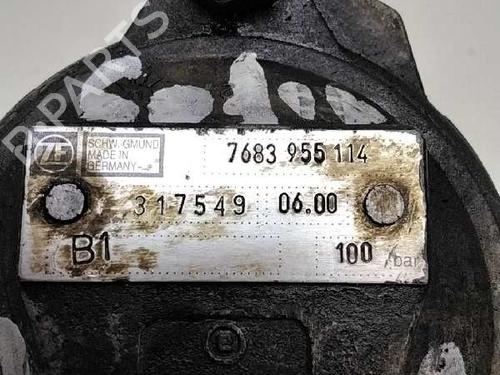 B-PARTS
ZF SCHW. GMÜND
MADE IN
GERMANY
7683 955 114
317549 06.00
B1 100 bar